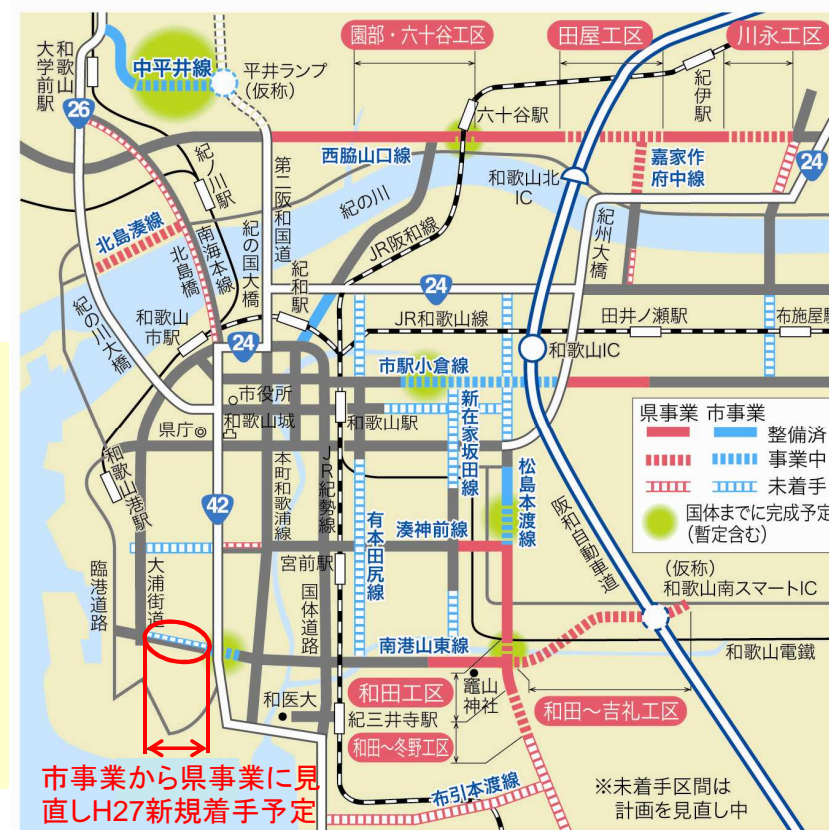 園部・六十谷工区
田屋工区
川永工区
和歌山
大学前駅
中平井線
平井ランプ
(仮称)
26
六十谷駅
紀伊駅
西脇山口線
嘉家作
府中線
24
和歌山北
IC
紀ノ川駅
第二阪和国道
紀の川
JR阪和線
北島湊線
北島橋
南海本線
紀の国大橋
紀和駅
紀州大橋
紀の川大橋
和歌山
市駅
24
24
JR和歌山線
田井ノ瀬駅
布施屋駅
和歌山IC
市駅小倉線
市役所
県庁
和歌山城
和歌山駅
新在家坂田線
県事業 市事業
整備済
事業中
未着手
国体までに完成予定
(暫定含む)
和歌山港駅
42
本町和歌浦線
JR紀勢線
有本田尻線
松島本渡線
阪和自動車道
湊神前線
宮前駅
臨港道路
大浦街道
国体道路
(仮称)
和歌山南スマートIC
南港山東線
和歌山電鐵
和医大
紀三井寺駅
和田工区
竈山
神社
和田～吉礼工区
和田～冬野工区
布引本渡線
市事業から県事業に見
直しH27新規着手予定
※未着手区間は
計画を見直し中